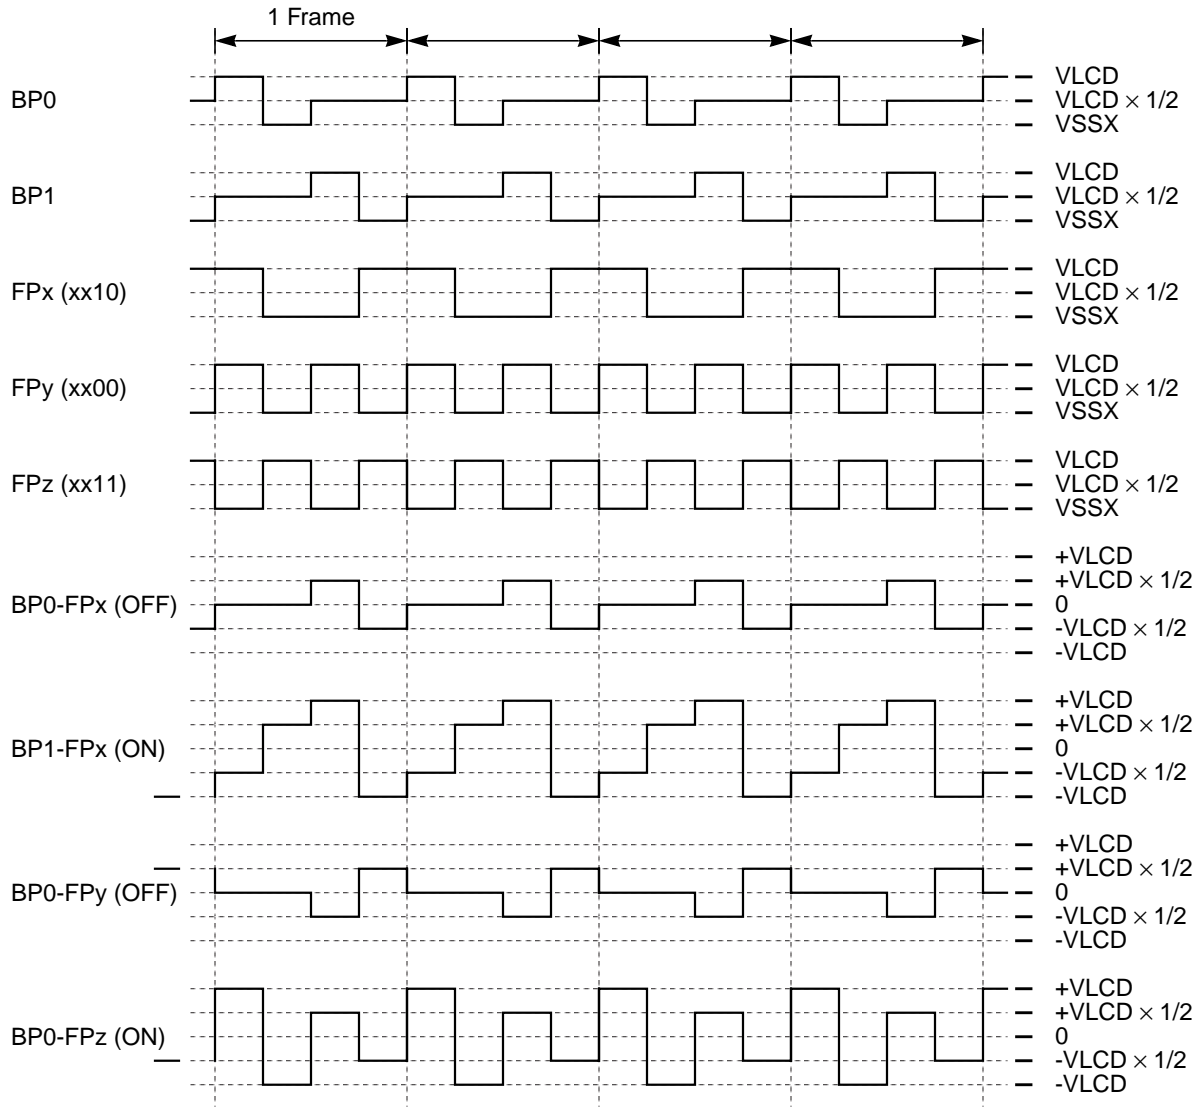 1 Frame
BP0
VLCD
VLCD × 1/2
VSSX
BP1
VLCD
VLCD × 1/2
VSSX
FPx (xx10)
VLCD
VLCD × 1/2
VSSX
FPy (xx00)
VLCD
VLCD × 1/2
VSSX
FPz (xx11)
VLCD
VLCD × 1/2
VSSX
BP0-FPx (OFF)
+VLCD
+VLCD × 1/2
0
-VLCD × 1/2
-VLCD
BP1-FPx (ON)
+VLCD
+VLCD × 1/2
0
-VLCD × 1/2
-VLCD
BP0-FPy (OFF)
+VLCD
+VLCD × 1/2
0
-VLCD × 1/2
-VLCD
BP0-FPz (ON)
+VLCD
+VLCD × 1/2
0
-VLCD × 1/2
-VLCD